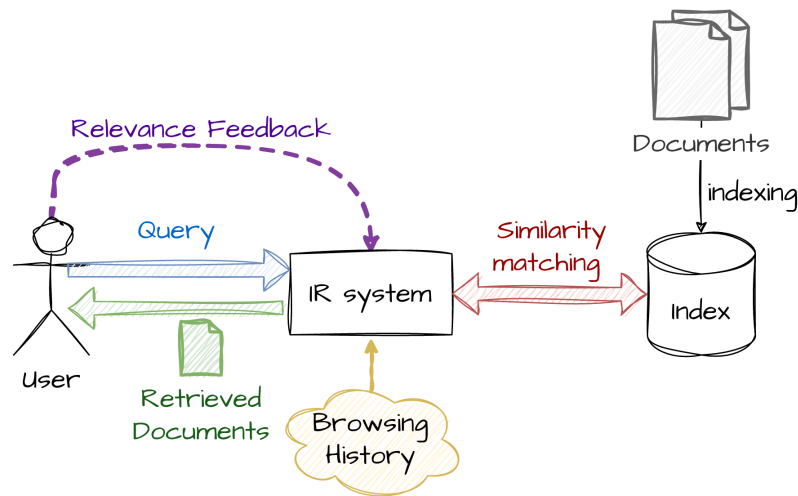 Relevance Feedback
Documents
indexing
Query
Similarity
matching
IR system
Index
User
Retrieved
Documents
Browsing
History